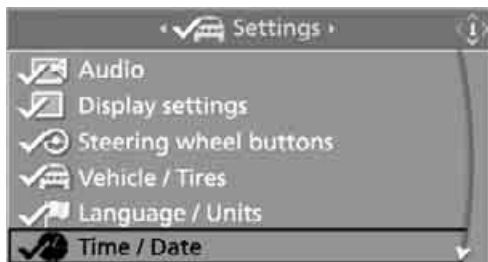 Settings
Audio
Display settings
Steering wheel buttons
Vehicle / Tires
Language / Units
Time / Date